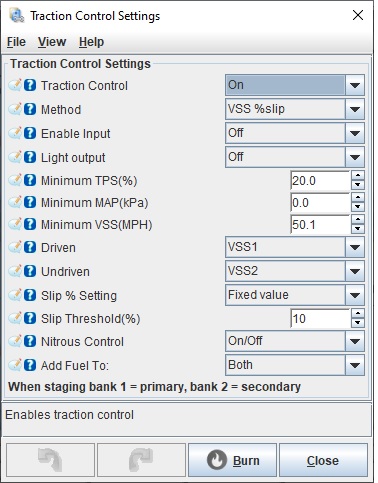 Traction Control Settings
File View Help
Traction Control Settings
Traction Control On
Method VSS %slip
Enable Input Off
Light output Off
Minimum TPS(%) 20.0
Minimum MAP(kPa) 0.0
Minimum VSS(MPH) 50.1
Driven VSS1
Undriven VSS2
Slip % Setting Fixed value
Slip Threshold(%) 10
Nitrous Control On/Off
Add Fuel To: Both
When staging bank 1 = primary, bank 2 = secondary
Enables traction control
Burn Close